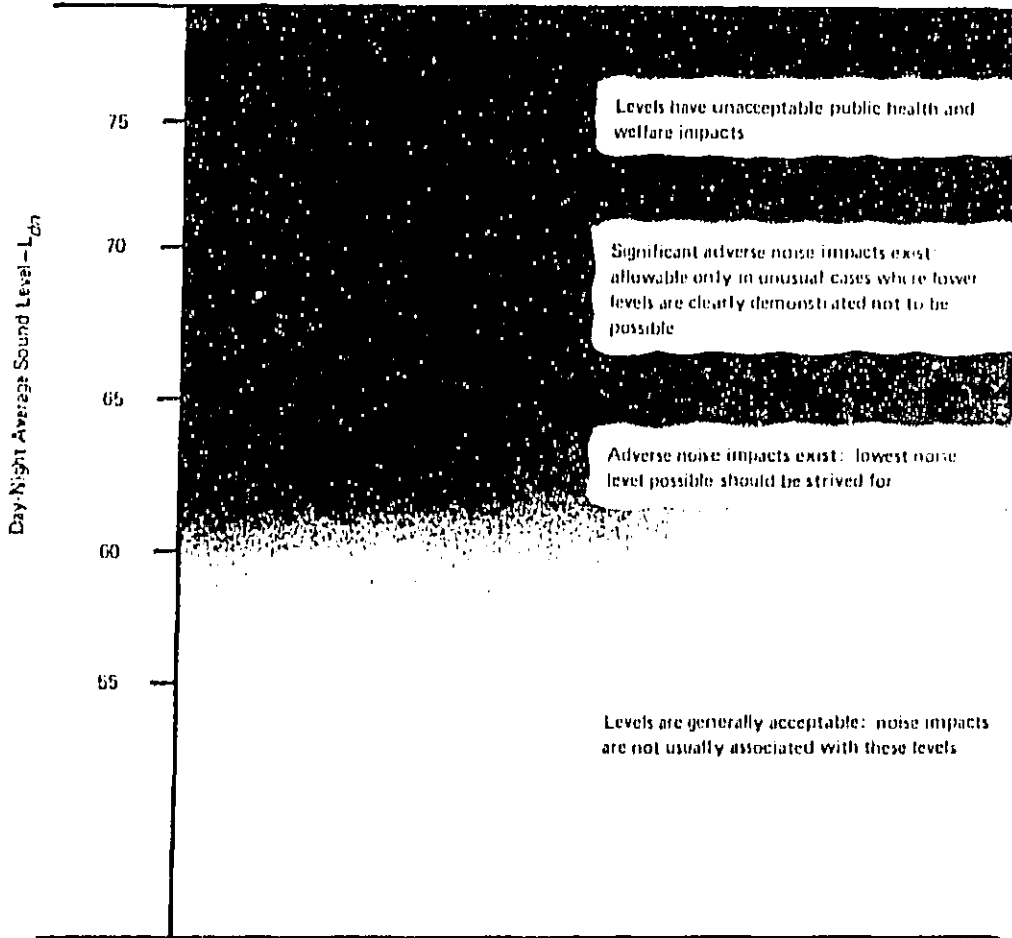 75
Levels have unacceptable public health and
welfare impacts
70
Significant adverse noise impacts exist:
allowable only in unusual cases where lower
levels are clearly demonstrated not to be
possible
Day-Night Average Sound Level–Ldn
65
Adverse noise impacts exist: lowest noise
level possible should be strived for
60
55
Levels are generally acceptable: noise impacts
are not usually associated with these levels